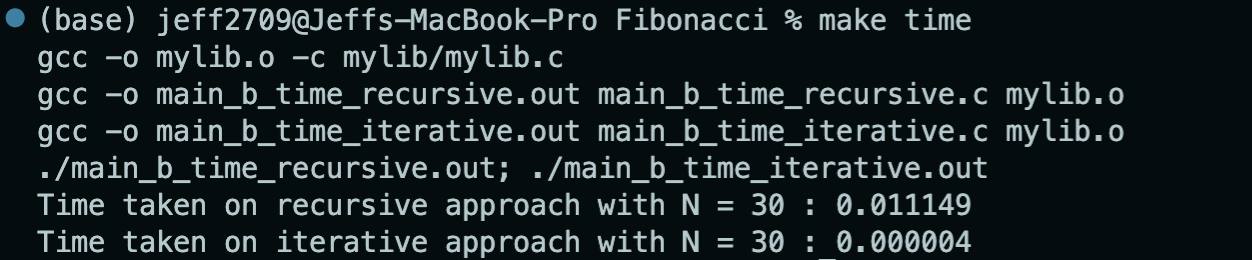 (base) jeff2709@Jeffs-MacBook-Pro Fibonacci % make time
gcc -o mylib.o -c mylib/mylib.c
gcc -o main_b_time_recursive.out main_b_time_recursive.c mylib.o
gcc -o main_b_time_iterative.out main_b_time_iterative.c mylib.o
./main_b_time_recursive.out; ./main_b_time_iterative.out
Time taken on recursive approach with N = 30 : 0.011149
Time taken on iterative approach with N = 30 : 0.000004